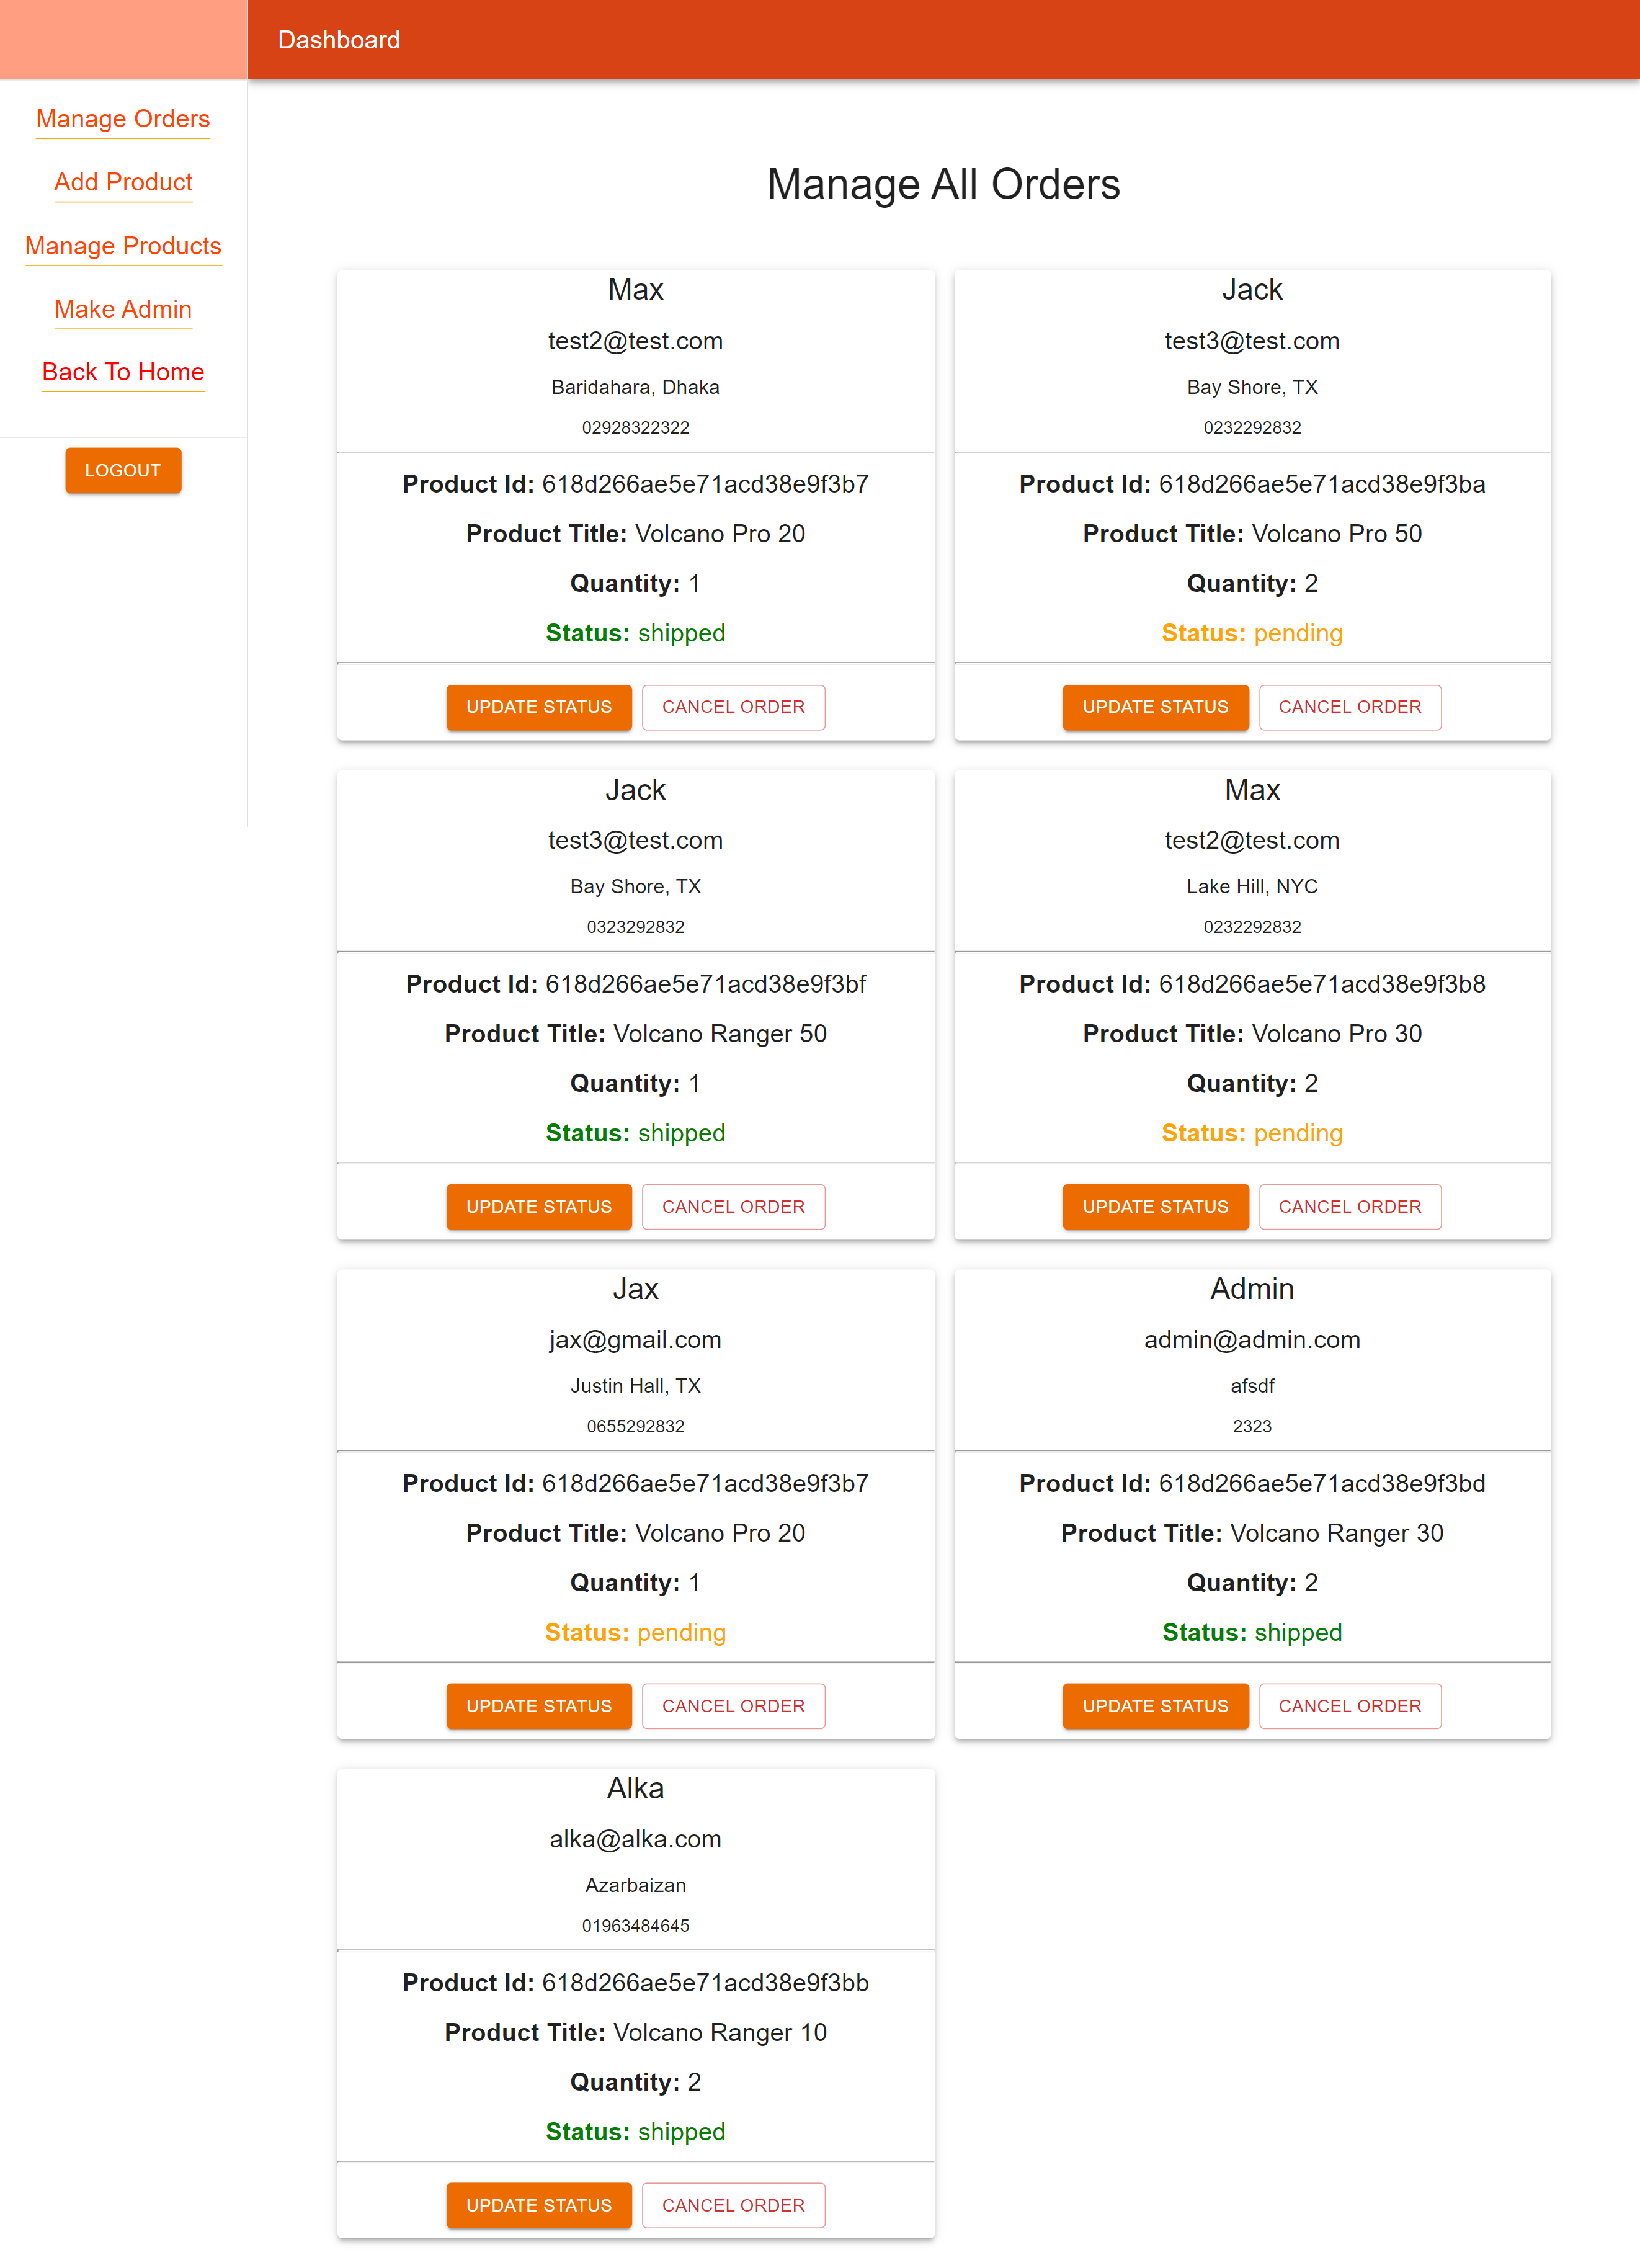 Dashboard
Manage Orders
Add Product
Manage Products
Make Admin
Back To Home
LOGOUT
Manage All Orders
Max
test2@test.com
Baridahara, Dhaka
02928322322
Product Id: 618d266ae5e71acd38e9f3b7
Product Title: Volcano Pro 20
Quantity: 1
Status: shipped
UPDATE STATUS CANCEL ORDER
Jack
test3@test.com
Bay Shore, TX
0232292832
Product Id: 618d266ae5e71acd38e9f3ba
Product Title: Volcano Pro 50
Quantity: 2
Status: pending
UPDATE STATUS CANCEL ORDER
Jack
test3@test.com
Bay Shore, TX
0323292832
Product Id: 618d266ae5e71acd38e9f3bf
Product Title: Volcano Ranger 50
Quantity: 1
Status: shipped
UPDATE STATUS CANCEL ORDER
Max
test2@test.com
Lake Hill, NYC
0232292832
Product Id: 618d266ae5e71acd38e9f3b8
Product Title: Volcano Pro 30
Quantity: 2
Status: pending
UPDATE STATUS CANCEL ORDER
Jax
jax@gmail.com
Justin Hall, TX
0655292832
Product Id: 618d266ae5e71acd38e9f3b7
Product Title: Volcano Pro 20
Quantity: 1
Status: pending
UPDATE STATUS CANCEL ORDER
Admin
admin@admin.com
afsdf
2323
Product Id: 618d266ae5e71acd38e9f3bd
Product Title: Volcano Ranger 30
Quantity: 2
Status: shipped
UPDATE STATUS CANCEL ORDER
Alka
alka@alka.com
Azarbaizan
01963484645
Product Id: 618d266ae5e71acd38e9f3bb
Product Title: Volcano Ranger 10
Quantity: 2
Status: shipped
UPDATE STATUS CANCEL ORDER